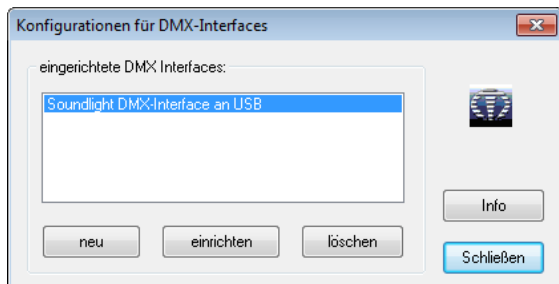 Konfigurationen für DMX-Interfaces
eingerichtete DMX Interfaces:
Soundlight DMX-Interface an USB
neu
einrichten
löschen
Info
Schließen